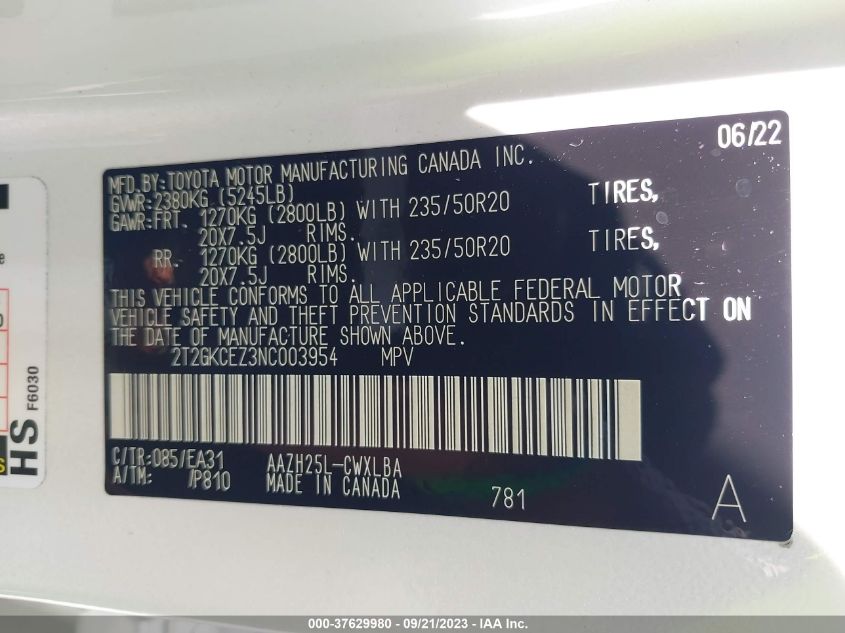 06/22
MFD.BY:TOYOTA MOTOR MANUFACTURING CANADA INC.
GVWR:2380KG (5245LB)
GAWR:FRT. 1270KG (2800LB) WITH 235/50R20 TIRES,
20X7.5J RIMS.
RR. 1270KG (2800LB) WITH 235/50R20 TIRES,
20X7.5J RIMS.
THIS VEHICLE CONFORMS TO ALL APPLICABLE FEDERAL MOTOR
VEHICLE SAFETY AND THEFT PREVENTION STANDARDS IN EFFECT ON
THE DATE OF MANUFACTURE SHOWN ABOVE.
2T2GKCEZ3NC003954 MPV
C/TR:085/EA31 AAZH25L-CWXLBA
A/TM: /P810 MADE IN CANADA
781
A
HS
F6030
000-37629980 - 09/21/2023 - IAA Inc.